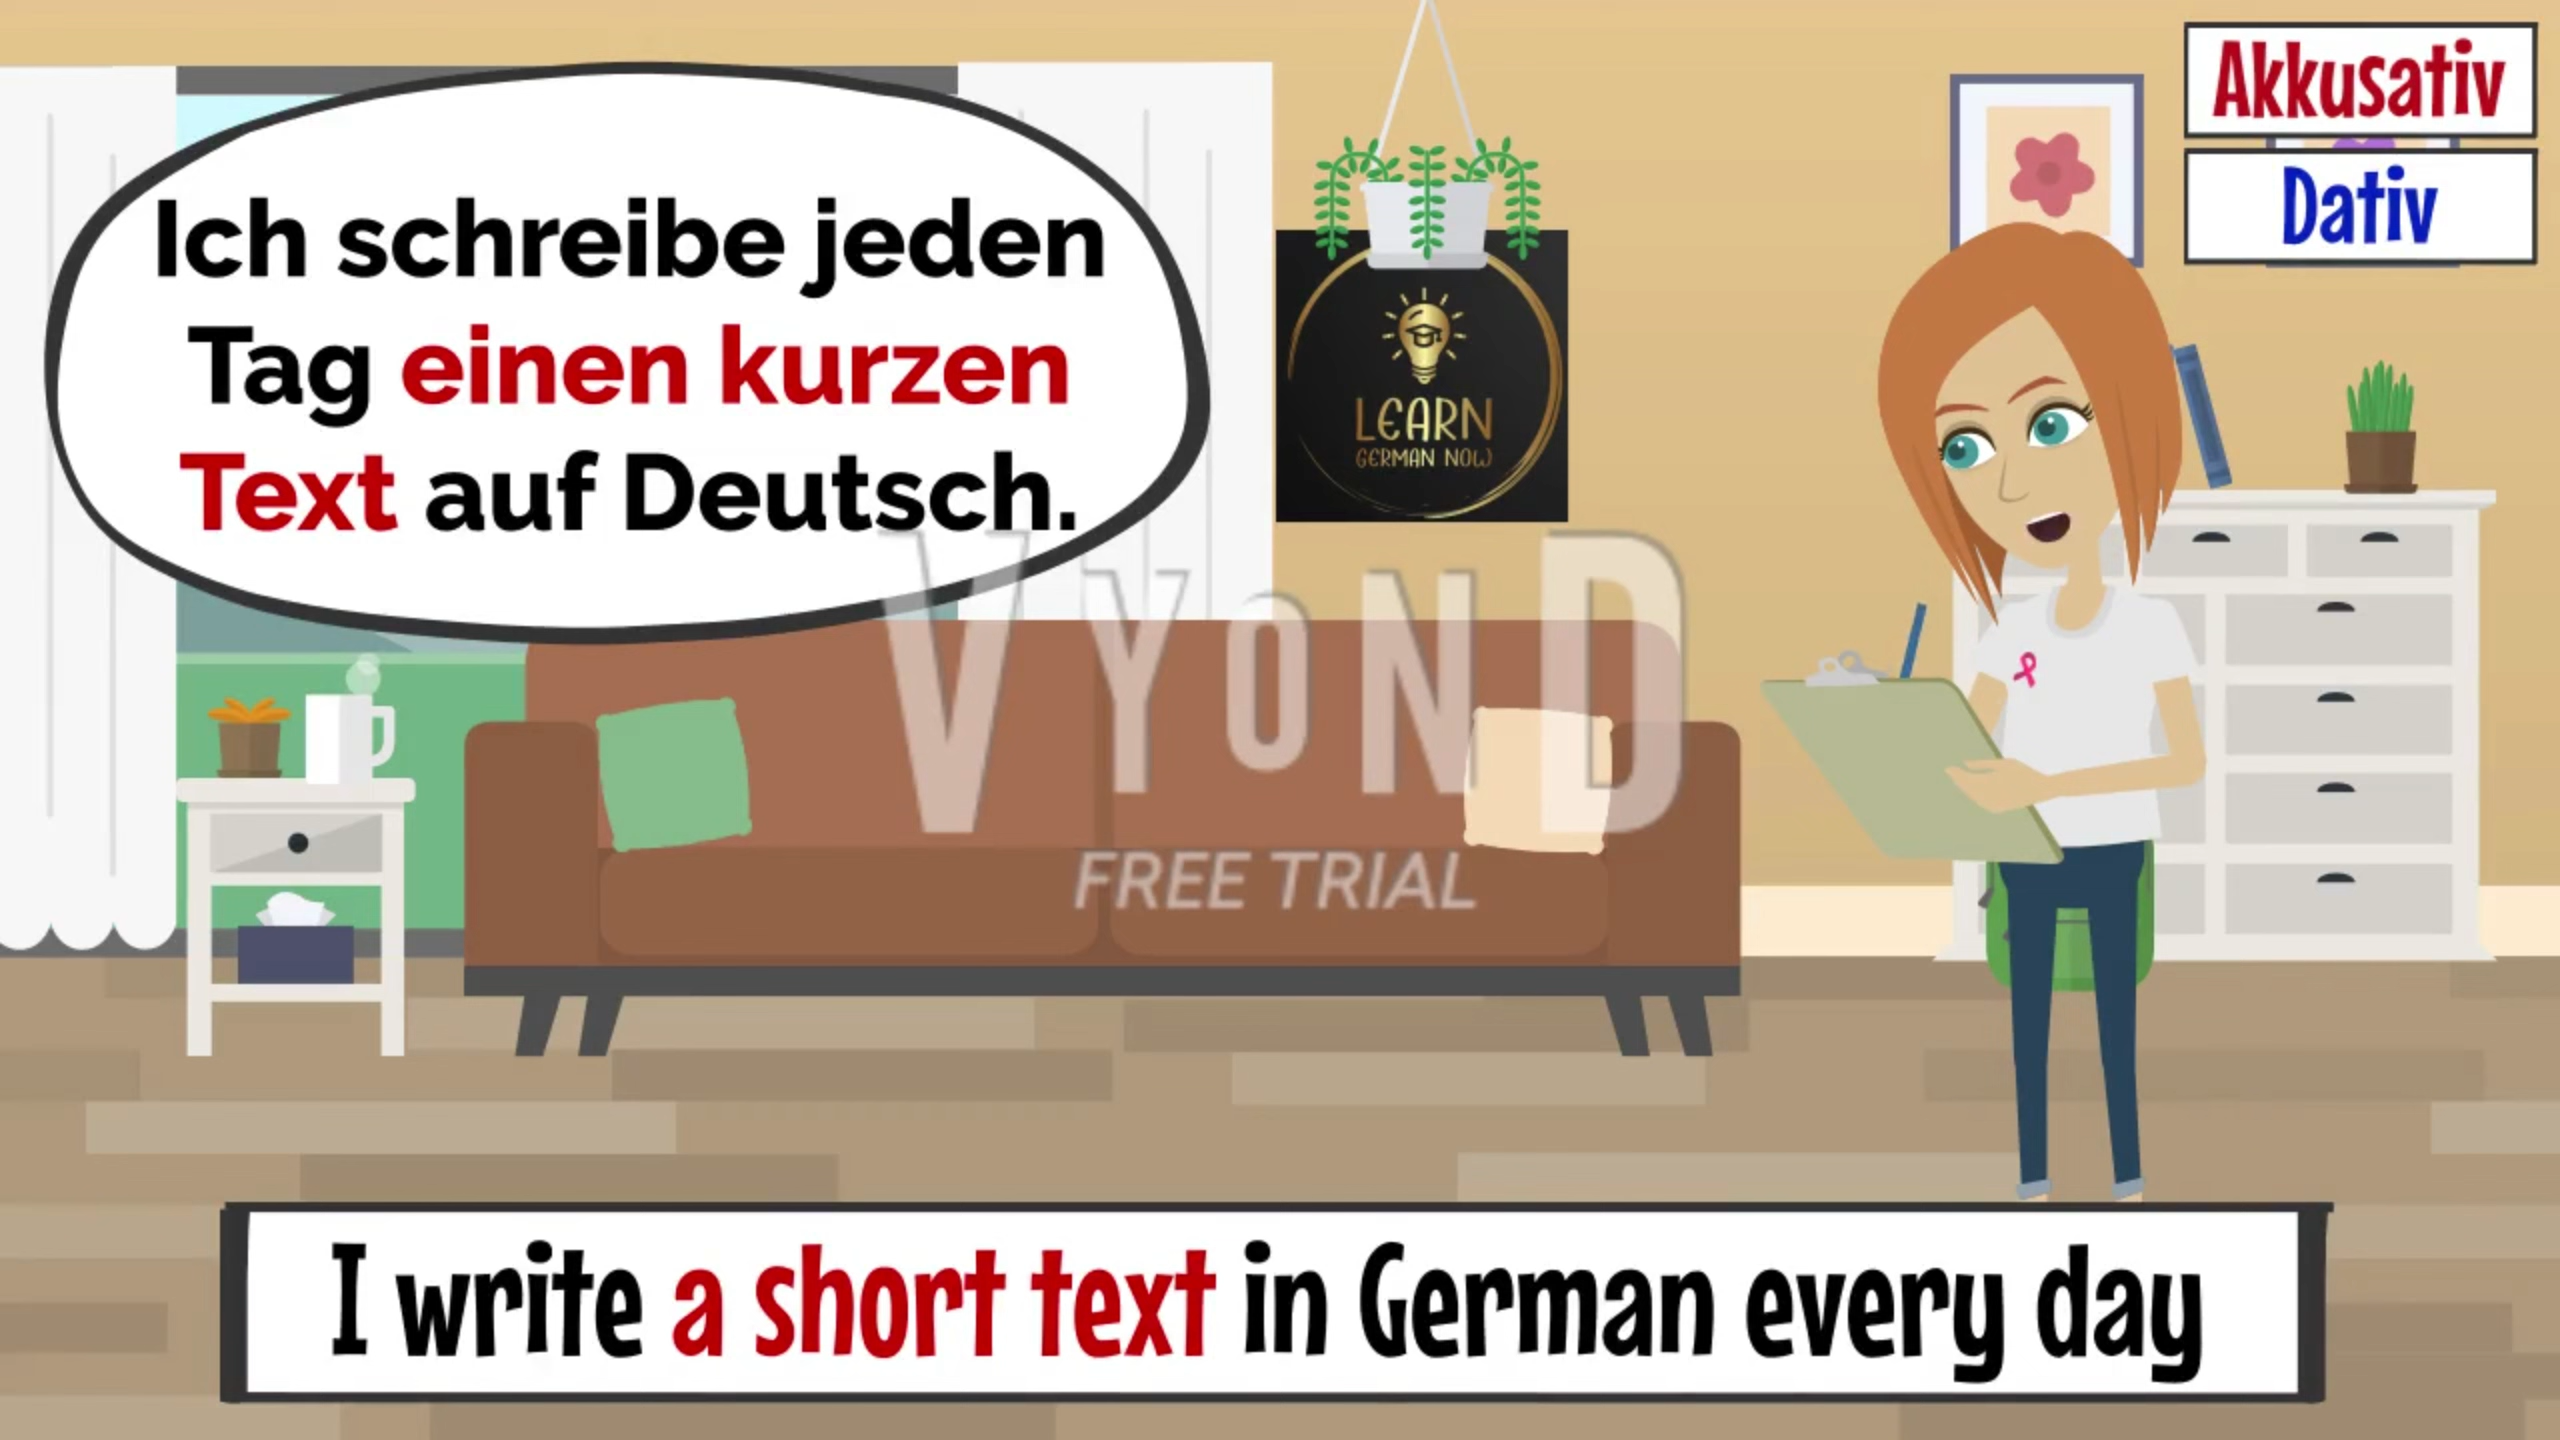 Akkusativ
Dativ
Ich schreibe jeden
Tag einen kurzen
Text auf Deutsch.
LEARN
GERMAN NOW
VYOND
FREE TRIAL
I write a short text in German every day